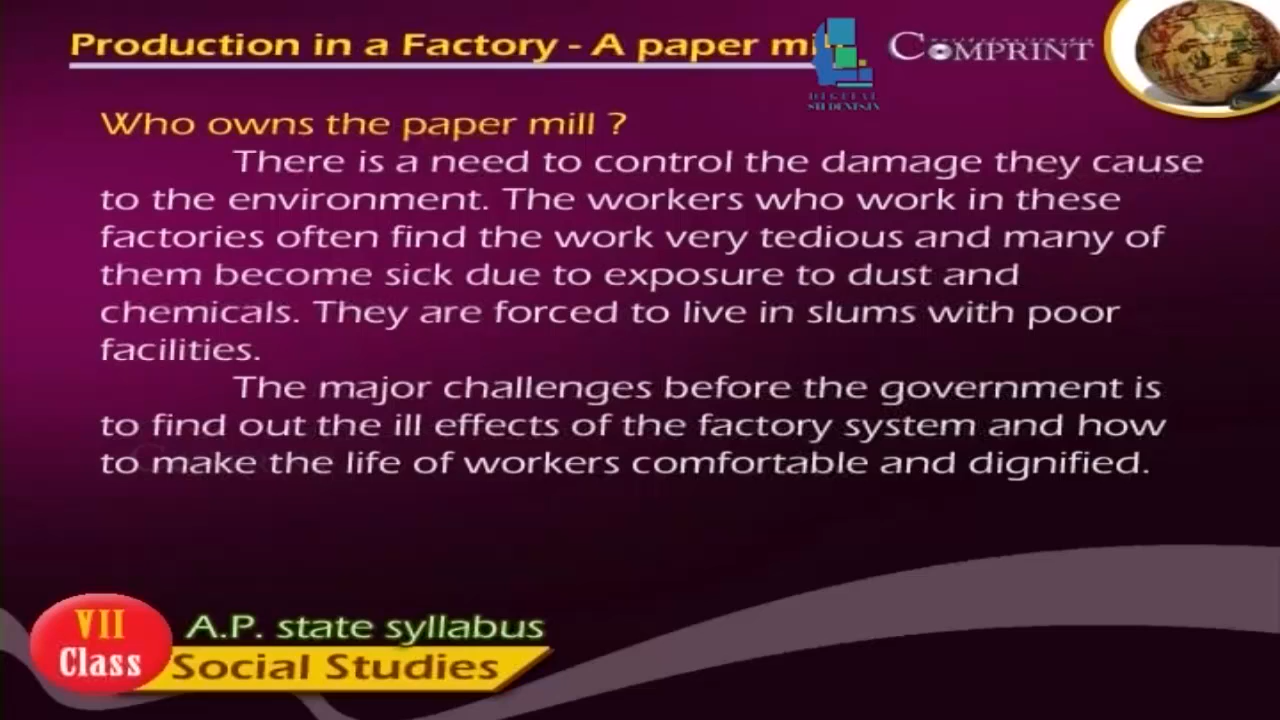 Production in a Factory - A paper mi
COMPRINT
DIGITAL
STUDENTS.IN
Who owns the paper mill ?
There is a need to control the damage they cause
to the environment. The workers who work in these
factories often find the work very tedious and many of
them become sick due to exposure to dust and
chemicals. They are forced to live in slums with poor
facilities.
The major challenges before the government is
to find out the ill effects of the factory system and how
to make the life of workers comfortable and dignified.
VII
Class
A.P. state syllabus
Social Studies